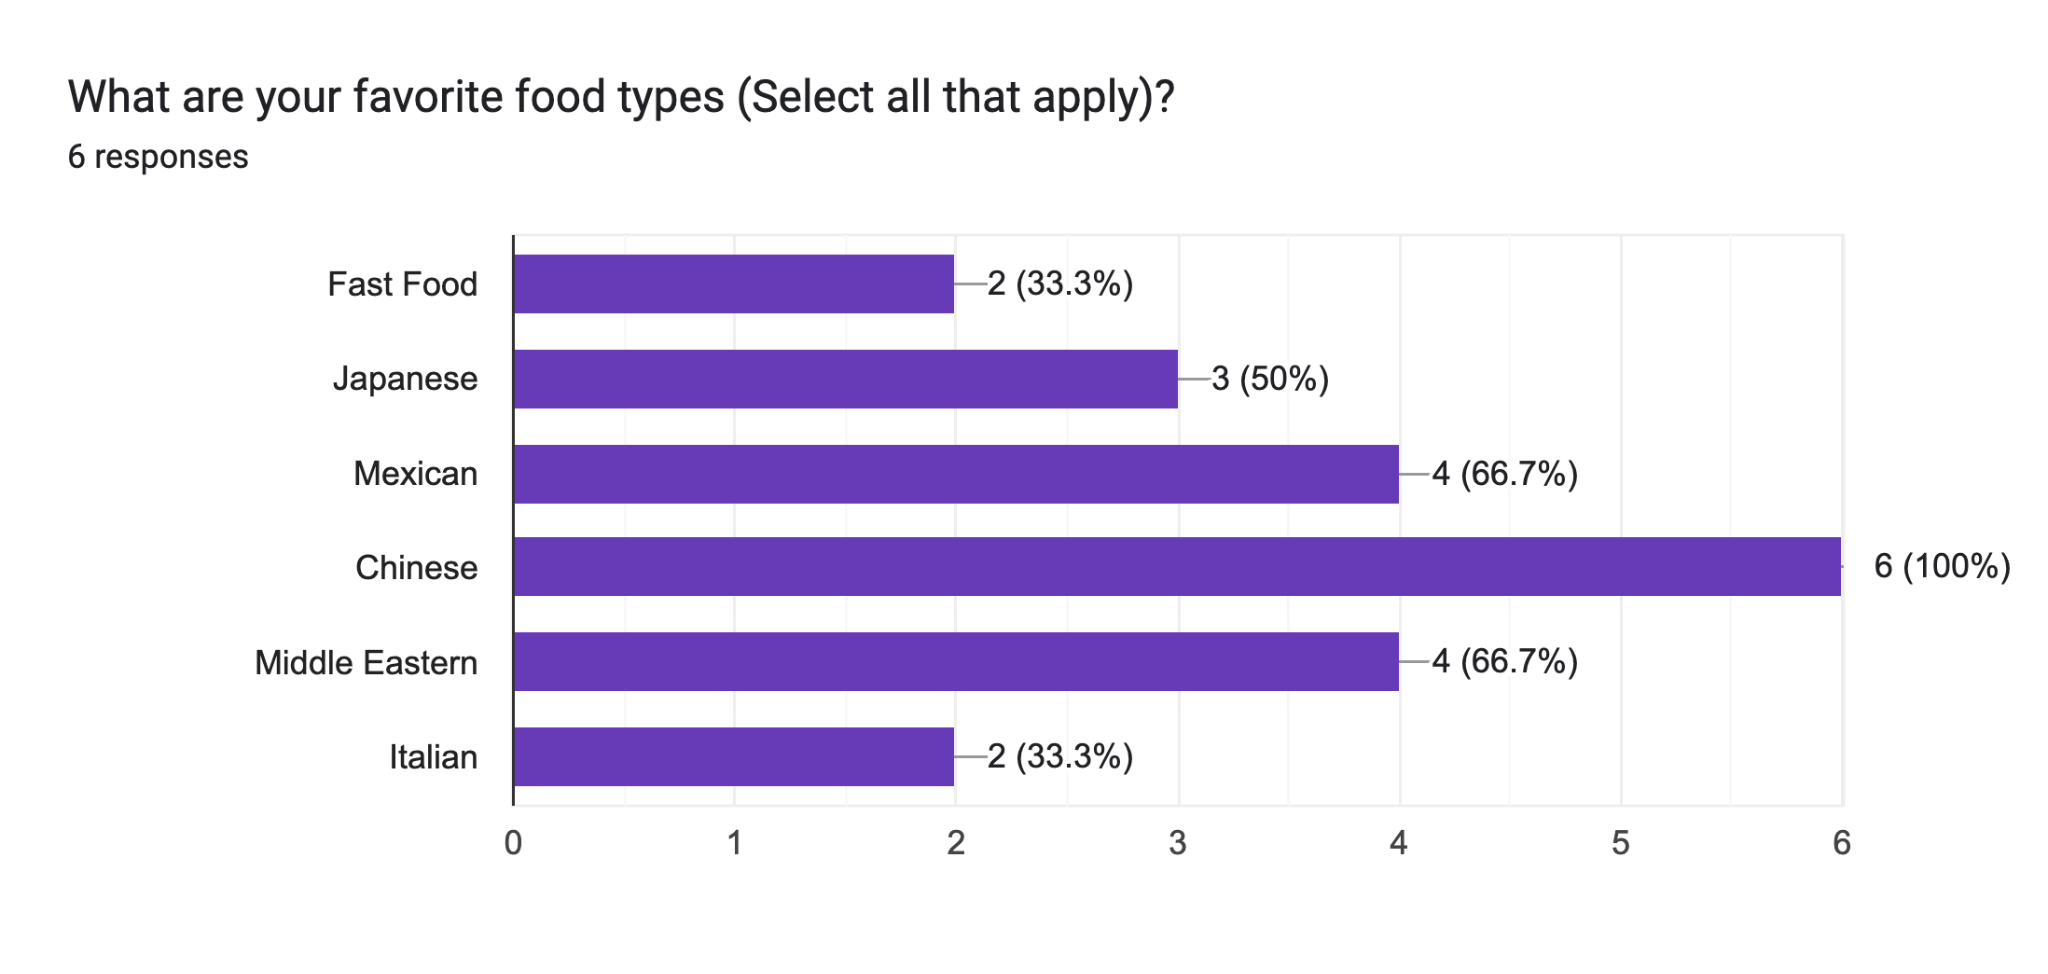 What are your favorite food types (Select all that apply)?
6 responses
Fast Food 2 (33.3%)
Japanese 3 (50%)
Mexican 4 (66.7%)
Chinese 6 (100%)
Middle Eastern 4 (66.7%)
Italian 2 (33.3%)
0 1 2 3 4 5 6